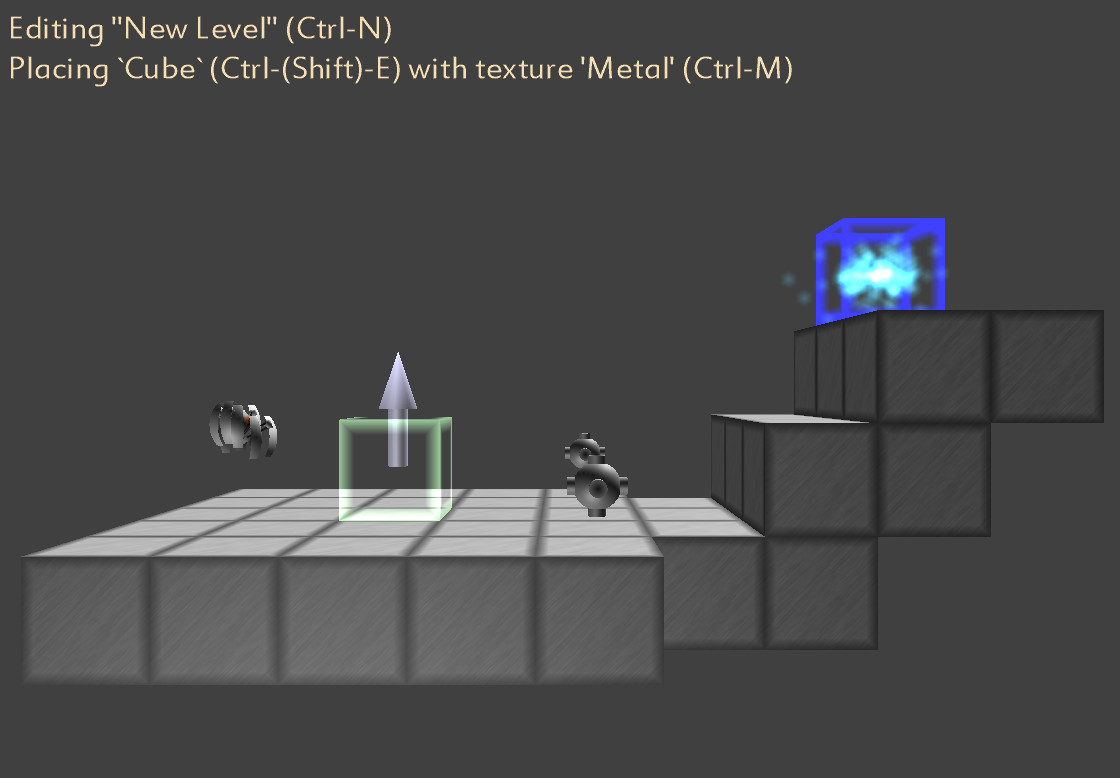 Editing "New Level" (Ctrl-N)
Placing `Cube` (Ctrl-(Shift)-E) with texture 'Metal' (Ctrl-M)